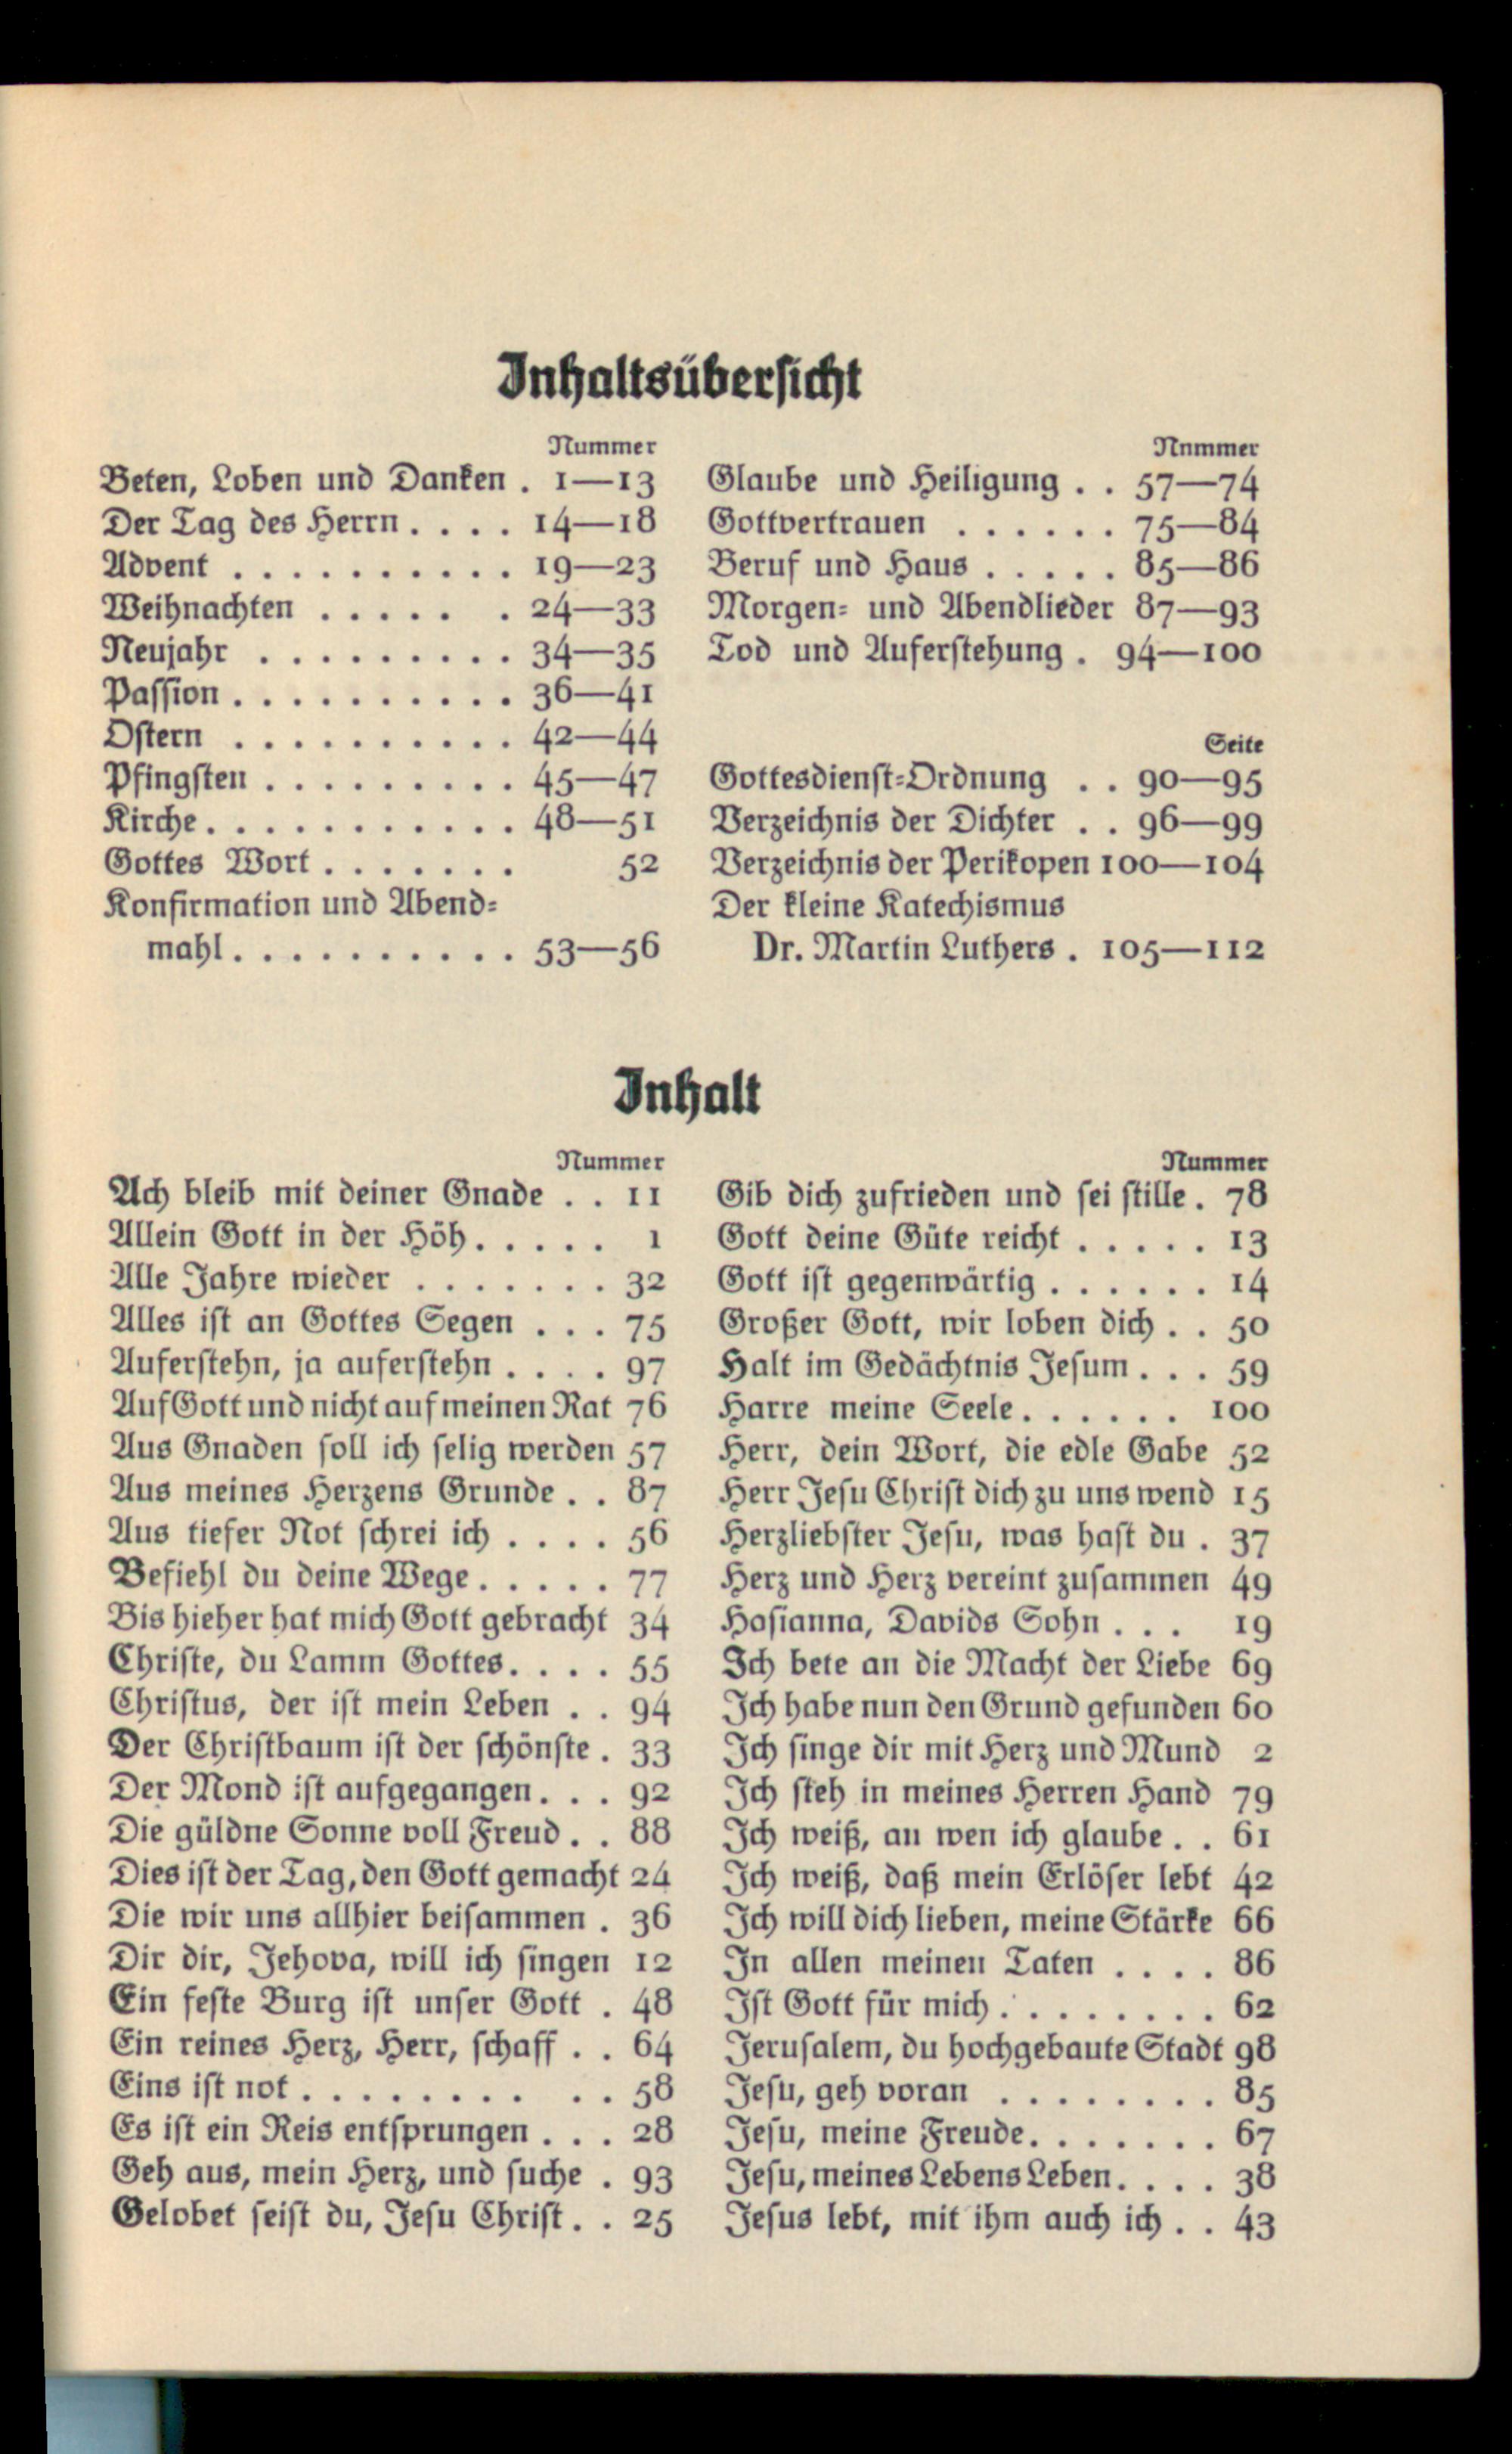 Inhaltsübersicht
Nummer
Beten, Loben und Danken . 1—13
Der Tag des Herrn . . . . 14—18
Advent . . . . . . . . . . 19—23
Weihnachten . . . . . . 24—33
Neujahr . . . . . . . . . 34—35
Passion . . . . . . . . . . 36—41
Ostern . . . . . . . . . . 42—44
Pfingsten . . . . . . . . . 45—47
Kirche . . . . . . . . . . . 48—51
Gottes Wort . . . . . . . 52
Konfirmation und Abend-
mahl . . . . . . . . . . 53—56
Nnmmer
Glaube und Heiligung . . 57—74
Gottvertrauen . . . . . . 75—84
Beruf und Haus . . . . . 85—86
Morgen- und Abendlieder 87—93
Tod und Auferstehung . 94—100
Seite
Gottesdienst-Ordnung . . 90—95
Verzeichnis der Dichter . . 96—99
Verzeichnis der Perikopen 100—104
Der kleine Katechismus
Dr. Martin Luthers . 105—112
Inhalt
Nummer
Ach bleib mit deiner Gnade . . 11
Allein Gott in der Höh . . . . . 1
Alle Jahre wieder . . . . . . . 32
Alles ist an Gottes Segen . . . 75
Auferstehn, ja auferstehn . . . . 97
Auf Gott und nicht auf meinen Rat 76
Aus Gnaden soll ich selig werden 57
Aus meines Herzens Grunde . . 87
Aus tiefer Not schrei ich . . . . 56
Befiehl du deine Wege . . . . . 77
Bis hieher hat mich Gott gebracht 34
Christe, du Lamm Gottes . . . . 55
Christus, der ist mein Leben . . 94
Der Christbaum ist der schönste . 33
Der Mond ist aufgegangen . . . 92
Die güldne Sonne voll Freud . . 88
Dies ist der Tag, den Gott gemacht 24
Die wir uns allhier beisammen . 36
Dir dir, Jehova, will ich singen 12
Ein feste Burg ist unser Gott . 48
Ein reines Herz, Herr, schaff . . 64
Eins ist not . . . . . . . . . . 58
Es ist ein Reis entsprungen . . . 28
Geh aus, mein Herz, und suche . 93
Gelobet seist du, Jesu Christ . . 25
Nummer
Gib dich zufrieden und sei stille . 78
Gott deine Güte reicht . . . . . 13
Gott ist gegenwärtig . . . . . . 14
Großer Gott, wir loben dich . . 50
Halt im Gedächtnis Jesum . . . 59
Harre meine Seele . . . . . . 100
Herr, dein Wort, die edle Gabe 52
Herr Jesu Christ dich zu uns wend 15
Herzliebster Jesu, was hast du . 37
Herz und Herz vereint zusammen 49
Hosianna, Davids Sohn . . . 19
Ich bete an die Macht der Liebe 69
Ich habe nun den Grund gefunden 60
Ich singe dir mit Herz und Mund 2
Ich steh in meines Herren Hand 79
Ich weiß, an wen ich glaube . . 61
Ich weiß, daß mein Erlöser lebt 42
Ich will dich lieben, meine Stärke 66
In allen meinen Taten . . . . 86
Ist Gott für mich . . . . . . . . 62
Jerusalem, du hochgebaute Stadt 98
Jesu, geh voran . . . . . . . . 85
Jesu, meine Freude . . . . . . . 67
Jesu, meines Lebens Leben . . . . 38
Jesus lebt, mit ihm auch ich . . 43